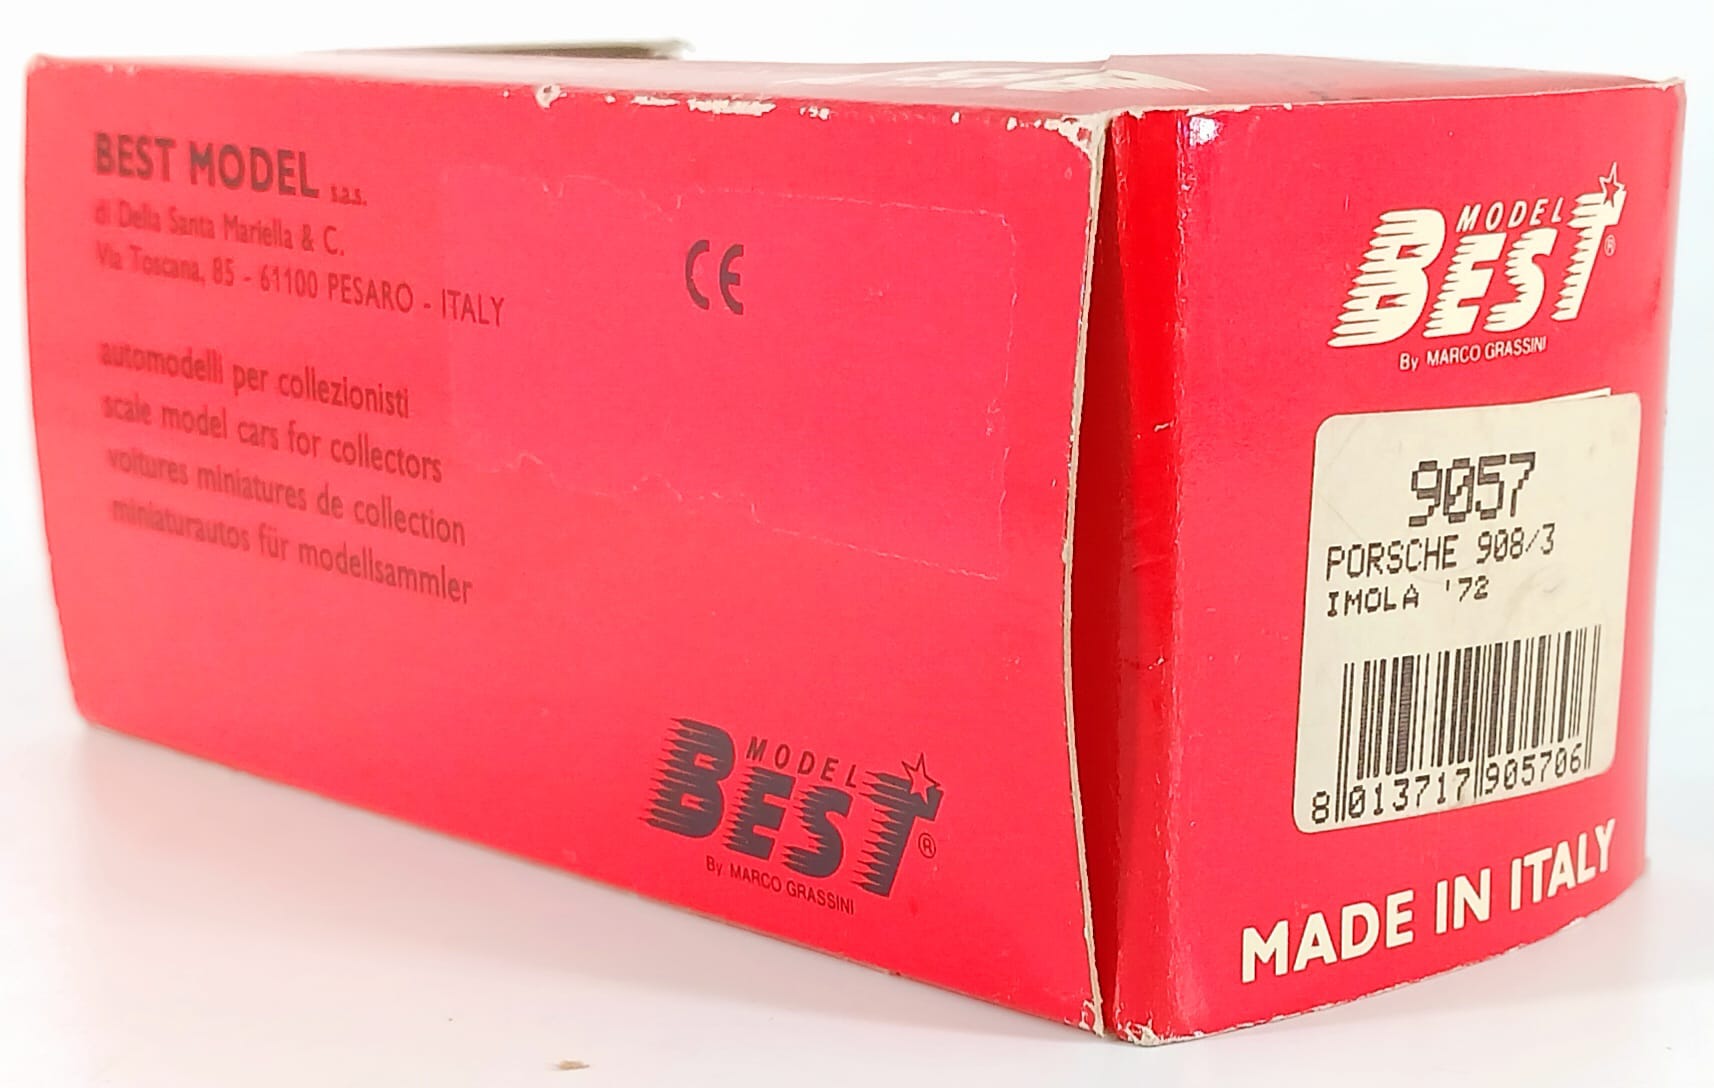 BEST MODEL s.a.s.
di Della Santa Mariella & C.
Via Toscana, 85 - 61100 PESARO - ITALY
automodelli per collezionisti
scale model cars for collectors
voitures miniatures de collection
miniaturautos für modellsammler
CE
MODEL
BEST®
By MARCO GRASSINI
MODEL
BEST®
By MARCO GRASSINI
9057
PORSCHE 908/3
IMOLA '72
8 013717 905706
MADE IN ITALY